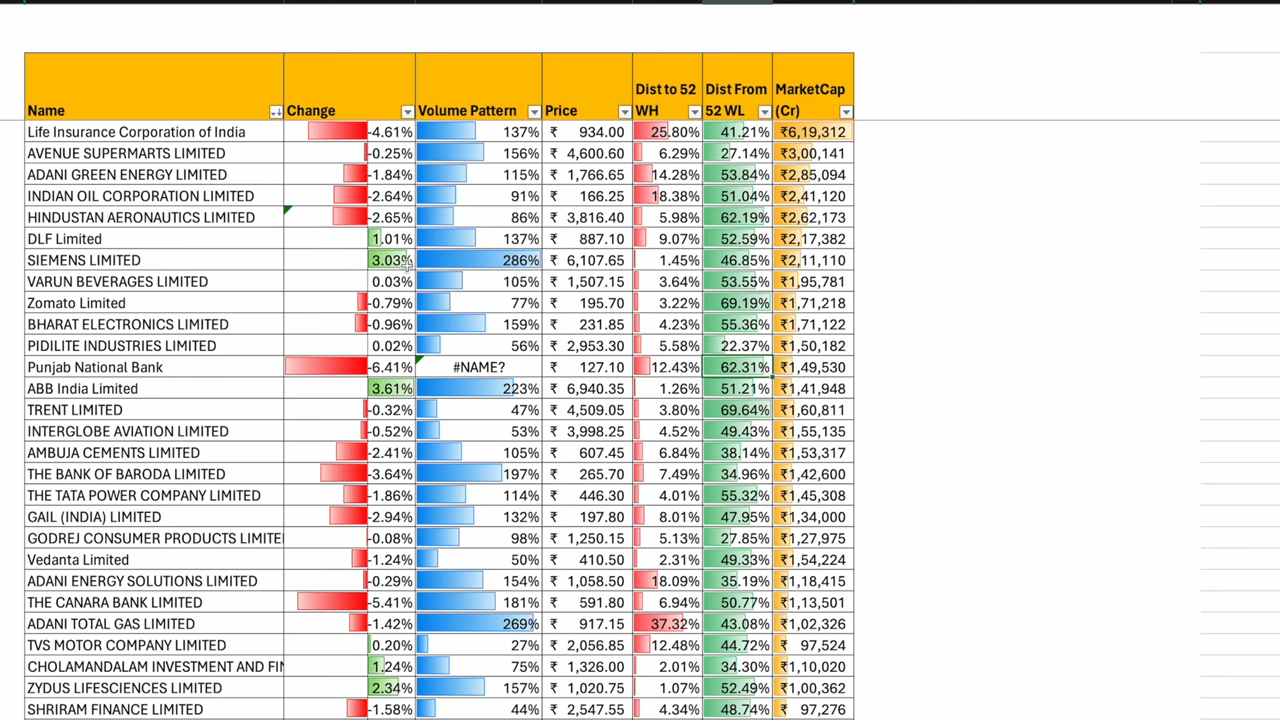 Name Change Volume Pattern Price Dist to 52 WH Dist From 52 WL MarketCap (Cr)
Life Insurance Corporation of India -4.61% 137% ₹ 934.00 25.80% 41.21% ₹6,19,312
AVENUE SUPERMARTS LIMITED -0.25% 156% ₹ 4,600.60 6.29% 27.14% ₹3,00,141
ADANI GREEN ENERGY LIMITED -1.84% 115% ₹ 1,766.65 14.28% 53.84% ₹2,85,094
INDIAN OIL CORPORATION LIMITED -2.64% 91% ₹ 166.25 18.38% 51.04% ₹2,41,120
HINDUSTAN AERONAUTICS LIMITED -2.65% 86% ₹ 3,816.40 5.98% 62.19% ₹2,62,173
DLF Limited 1.01% 137% ₹ 887.10 9.07% 52.59% ₹2,17,382
SIEMENS LIMITED 3.03% 286% ₹ 6,107.65 1.45% 46.85% ₹2,11,110
VARUN BEVERAGES LIMITED 0.03% 105% ₹ 1,507.15 3.64% 53.55% ₹1,95,781
Zomato Limited -0.79% 77% ₹ 195.70 3.22% 69.19% ₹1,71,218
BHARAT ELECTRONICS LIMITED -0.96% 159% ₹ 231.85 4.23% 55.36% ₹1,71,122
PIDILITE INDUSTRIES LIMITED 0.02% 56% ₹ 2,953.30 5.58% 22.37% ₹1,50,182
Punjab National Bank -6.41% #NAME? ₹ 127.10 12.43% 62.31% ₹1,49,530
ABB India Limited 3.61% 223% ₹ 6,940.35 1.26% 51.21% ₹1,41,948
TRENT LIMITED -0.32% 47% ₹ 4,509.05 3.80% 69.64% ₹1,60,811
INTERGLOBE AVIATION LIMITED -0.52% 53% ₹ 3,998.25 4.52% 49.43% ₹1,55,135
AMBUJA CEMENTS LIMITED -2.41% 105% ₹ 607.45 6.84% 38.14% ₹1,53,317
THE BANK OF BARODA LIMITED -3.64% 197% ₹ 265.70 7.49% 34.96% ₹1,42,600
THE TATA POWER COMPANY LIMITED -1.86% 114% ₹ 446.30 4.01% 55.32% ₹1,45,308
GAIL (INDIA) LIMITED -2.94% 132% ₹ 197.80 8.01% 47.95% ₹1,34,000
GODREJ CONSUMER PRODUCTS LIMITE -0.08% 98% ₹ 1,250.15 5.13% 27.85% ₹1,27,975
Vedanta Limited -1.24% 50% ₹ 410.50 2.31% 49.33% ₹1,54,224
ADANI ENERGY SOLUTIONS LIMITED -0.29% 154% ₹ 1,058.50 18.09% 35.19% ₹1,18,415
THE CANARA BANK LIMITED -5.41% 181% ₹ 591.80 6.94% 50.77% ₹1,13,501
ADANI TOTAL GAS LIMITED -1.42% 269% ₹ 917.15 37.32% 43.08% ₹1,02,326
TVS MOTOR COMPANY LIMITED 0.20% 27% ₹ 2,056.85 12.48% 44.72% ₹ 97,524
CHOLAMANDALAM INVESTMENT AND FIN 1.24% 75% ₹ 1,326.00 2.01% 34.30% ₹1,10,020
ZYDUS LIFESCIENCES LIMITED 2.34% 157% ₹ 1,020.75 1.07% 52.49% ₹1,00,362
SHRIRAM FINANCE LIMITED -1.58% 44% ₹ 2,547.55 4.34% 48.74% ₹ 97,276